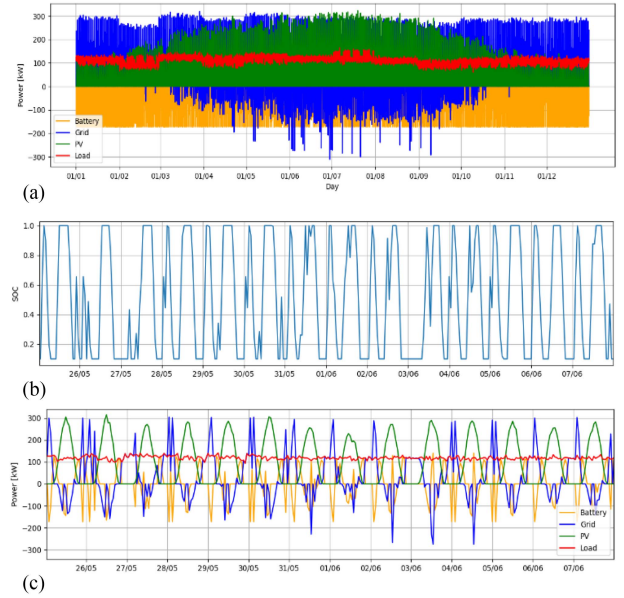 300
200
100
0
-100
-200
-300
Power [kW]
Battery
Grid
PV
Load
01/01 01/02 01/03 01/04 01/05 01/06 01/07 01/08 01/09 01/10 01/11 01/12
Day
(a)
1.0
0.8
0.6
0.4
0.2
SOC
26/05 27/05 28/05 29/05 30/05 31/05 01/06 02/06 03/06 04/06 05/06 06/06 07/06
(b)
300
200
100
0
-100
-200
-300
Power [kW]
Battery
Grid
PV
Load
26/05 27/05 28/05 29/05 30/05 31/05 01/06 02/06 03/06 04/06 05/06 06/06 07/06
(c)